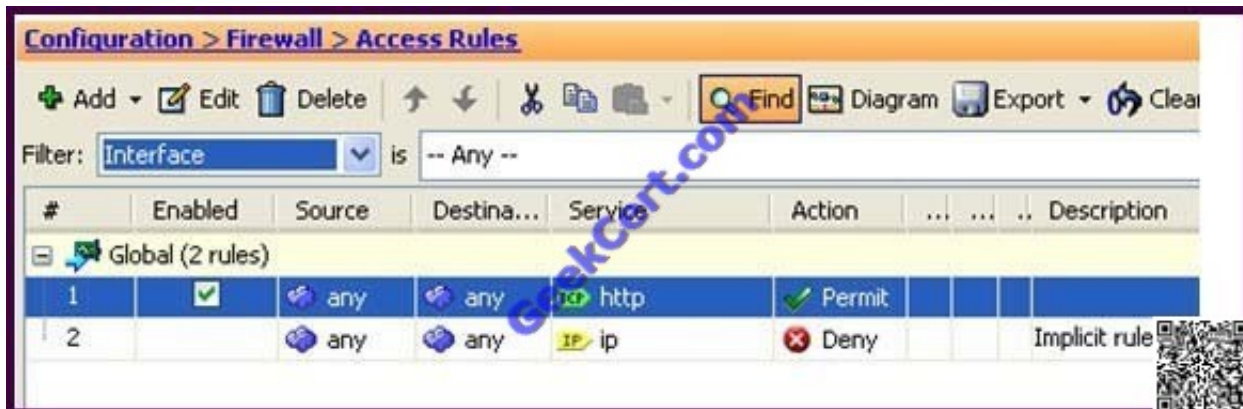 Configuration > Firewall > Access Rules
Add Edit Delete Find Diagram Export Clear
Filter: Interface is -- Any --
# Enabled Source Destina... Service Action ... ... .. Description
Global (2 rules)
1 any any TCP http Permit
2 any any IP ip Deny Implicit rule
GeekCert.com